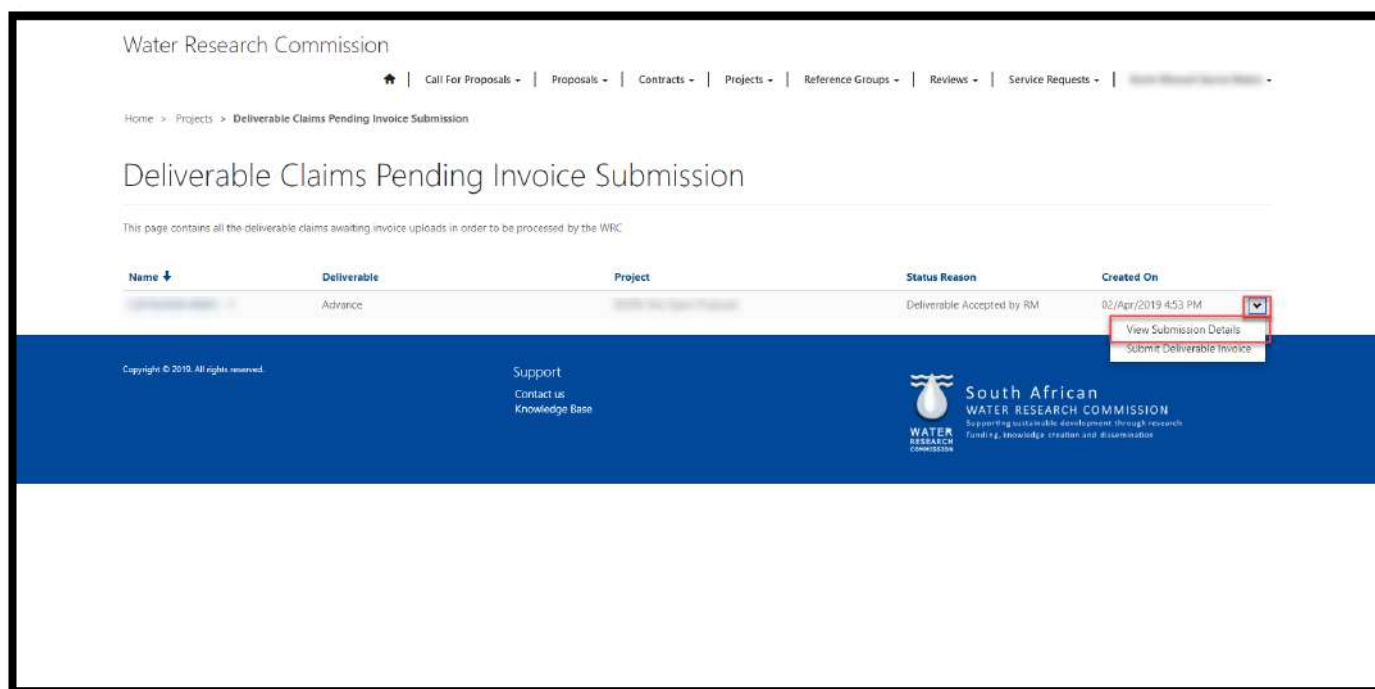 Water Research Commission
Call For Proposals Proposals Contracts Projects Reference Groups Reviews Service Requests
Home > Projects > Deliverable Claims Pending Invoice Submission
Deliverable Claims Pending Invoice Submission
This page contains all the deliverable claims awaiting invoice uploads in order to be processed by the WRC
Name Deliverable Project Status Reason Created On
Advance Deliverable Accepted by RM 02/Apr/2019 4:53 PM
View Submission Details
Submit Deliverable Invoice
Copyright © 2019. All rights reserved.
Support
Contact us
Knowledge Base
WATER
RESEARCH
COMMISSION
South African
WATER RESEARCH COMMISSION
Supporting sustainable development through research
funding, knowledge creation and dissemination